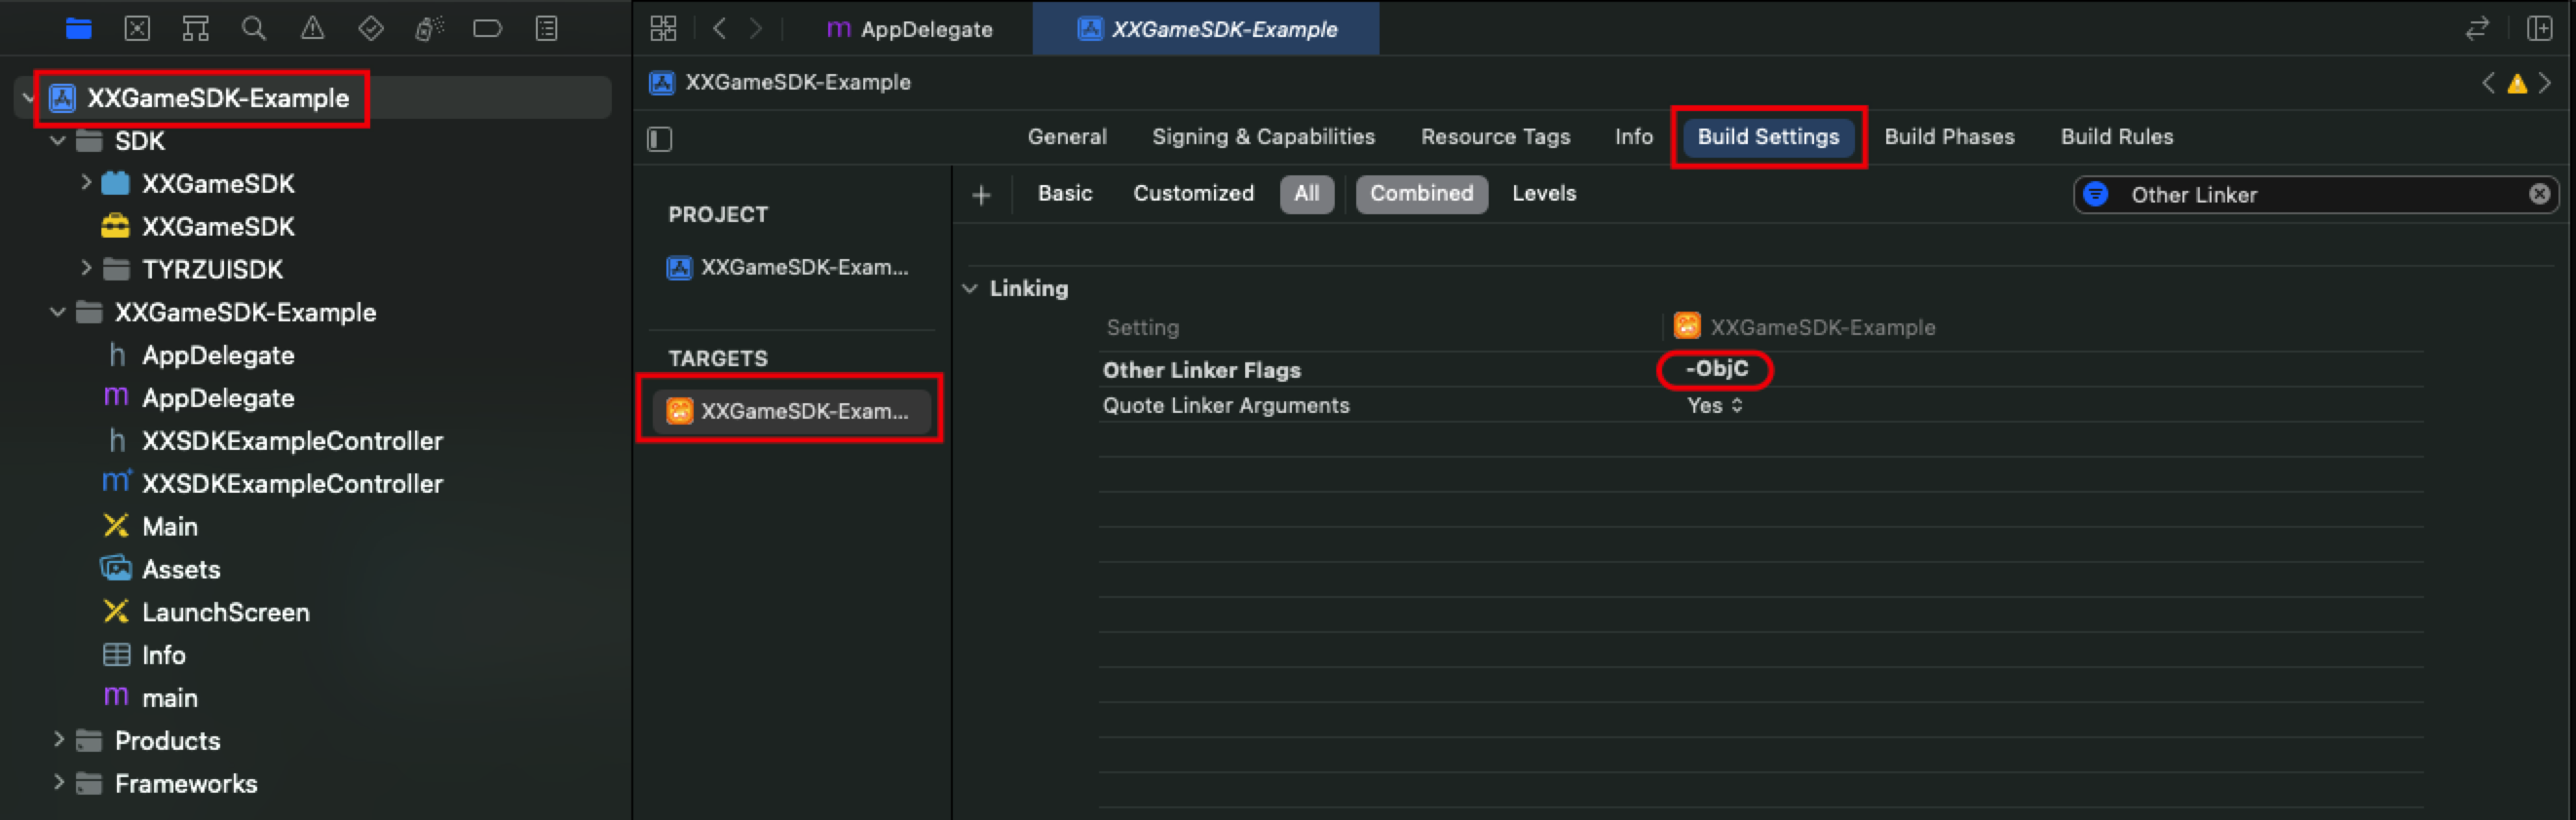 AppDelegate
XXGameSDK-Example
XXGameSDK-Example
SDK
XXGameSDK
XXGameSDK
TYRZUISDK
XXGameSDK-Example
h AppDelegate
m AppDelegate
h XXSDKExampleController
m XXSDKExampleController
Main
Assets
LaunchScreen
Info
m main
Products
Frameworks
XXGameSDK-Example
General Signing & Capabilities Resource Tags Info Build Settings Build Phases Build Rules
PROJECT
XXGameSDK-Exam...
TARGETS
XXGameSDK-Exam...
+ Basic Customized All Combined Levels Other Linker
Linking
Setting XXGameSDK-Example
Other Linker Flags -ObjC
Quote Linker Arguments Yes